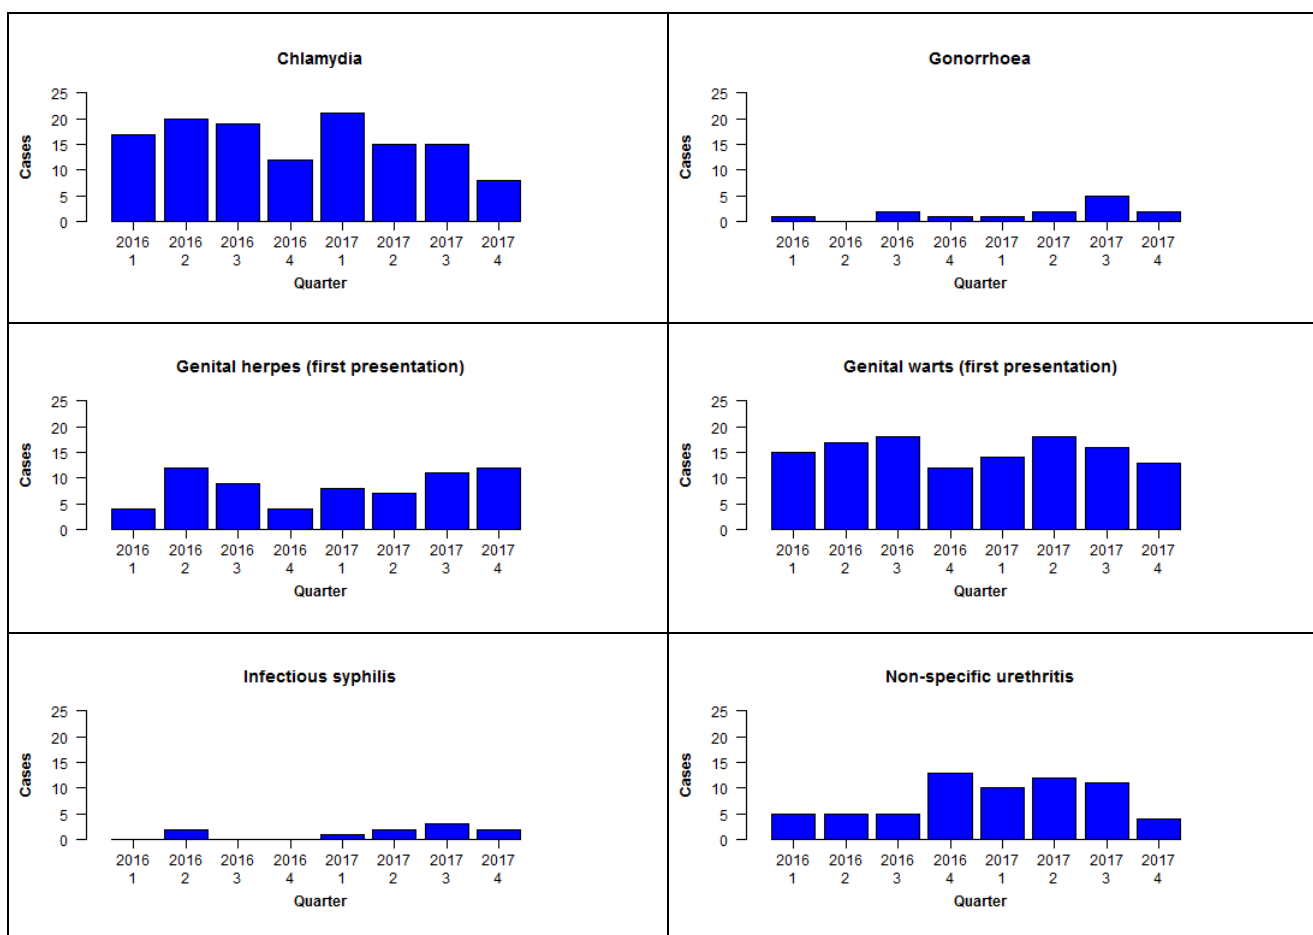 Chlamydia
25
20
15
10
5
0
Cases
2016 2016 2016 2016 2017 2017 2017 2017
1 2 3 4 1 2 3 4
Quarter
Gonorrhoea
25
20
15
10
5
0
Cases
2016 2016 2016 2016 2017 2017 2017 2017
1 2 3 4 1 2 3 4
Quarter
Genital herpes (first presentation)
25
20
15
10
5
0
Cases
2016 2016 2016 2016 2017 2017 2017 2017
1 2 3 4 1 2 3 4
Quarter
Genital warts (first presentation)
25
20
15
10
5
0
Cases
2016 2016 2016 2016 2017 2017 2017 2017
1 2 3 4 1 2 3 4
Quarter
Infectious syphilis
25
20
15
10
5
0
Cases
2016 2016 2016 2016 2017 2017 2017 2017
1 2 3 4 1 2 3 4
Quarter
Non-specific urethritis
25
20
15
10
5
0
Cases
2016 2016 2016 2016 2017 2017 2017 2017
1 2 3 4 1 2 3 4
Quarter